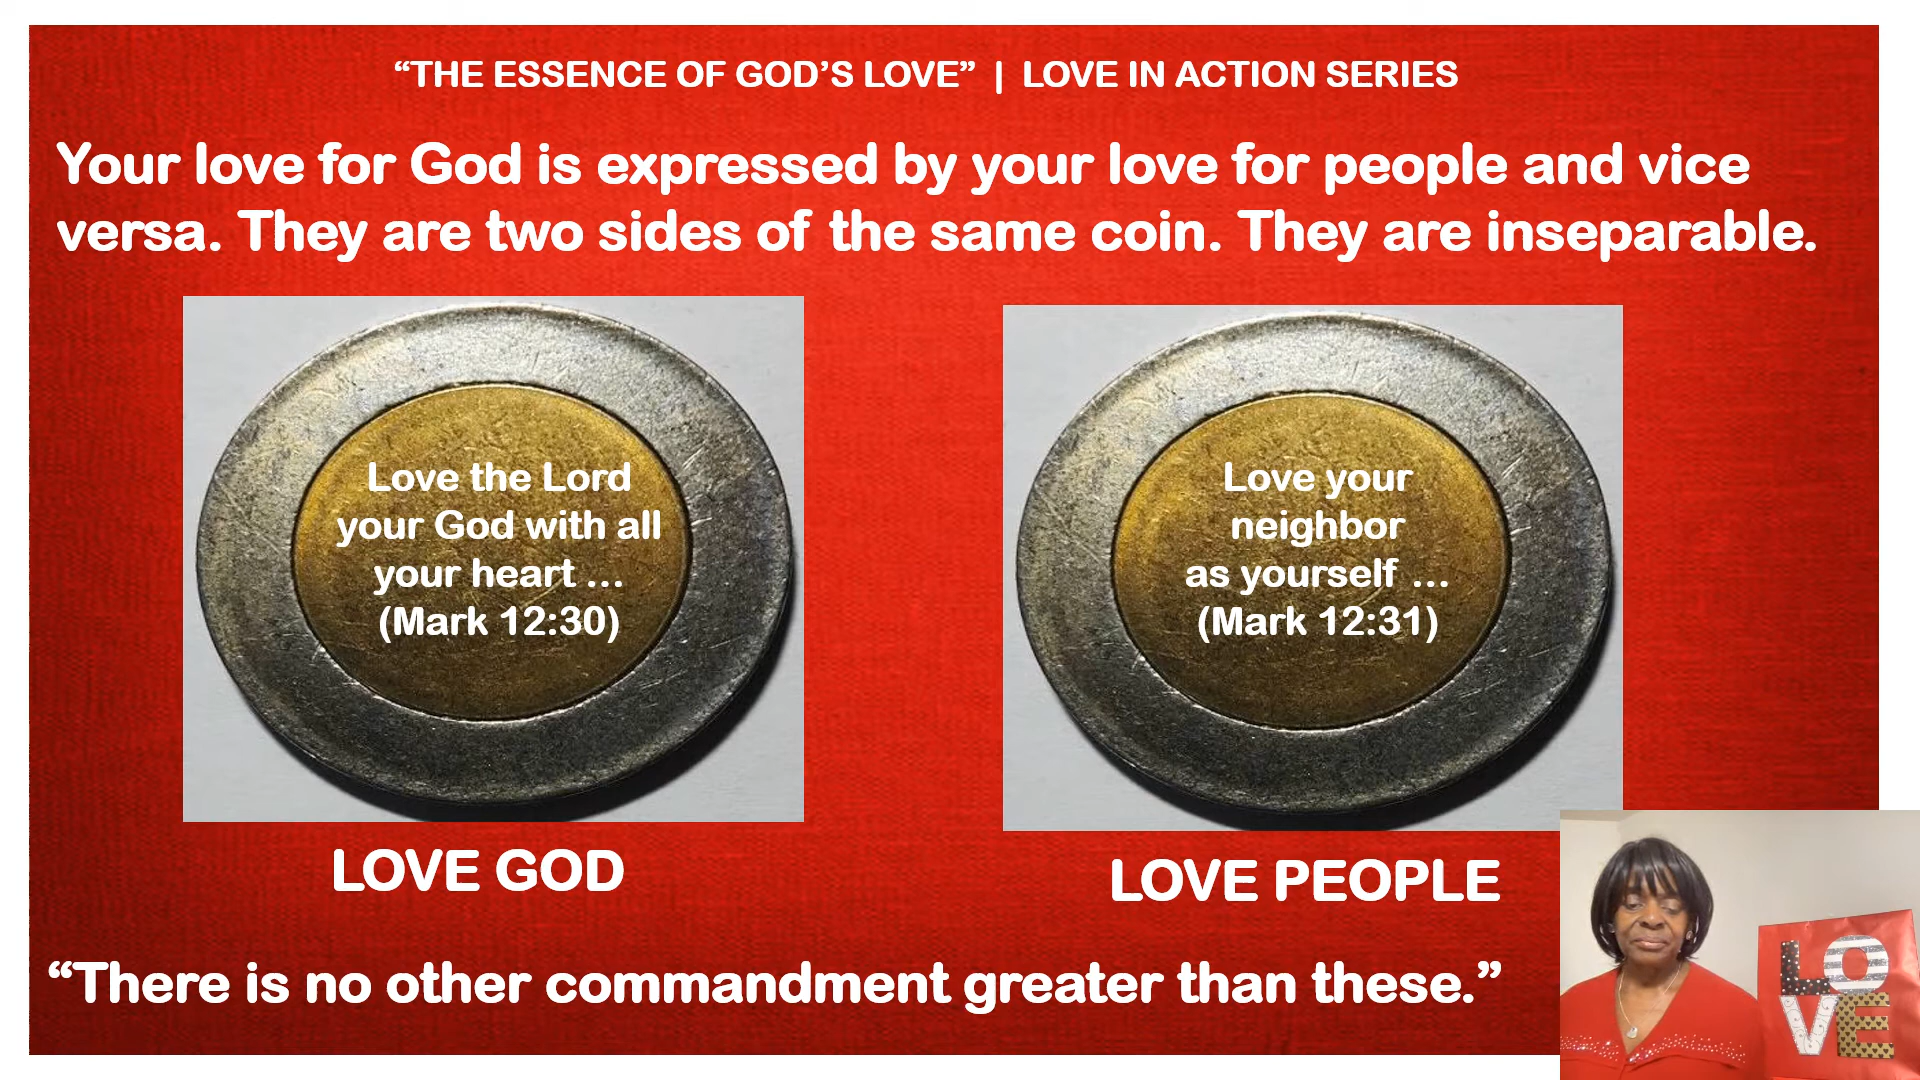 “THE ESSENCE OF GOD’S LOVE” | LOVE IN ACTION SERIES
Your love for God is expressed by your love for people and vice
versa. They are two sides of the same coin. They are inseparable.
Love the Lord
your God with all
your heart ...
(Mark 12:30)
Love your
neighbor
as yourself ...
(Mark 12:31)
LOVE GOD
LOVE PEOPLE
“There is no other commandment greater than these.”
LO
VE